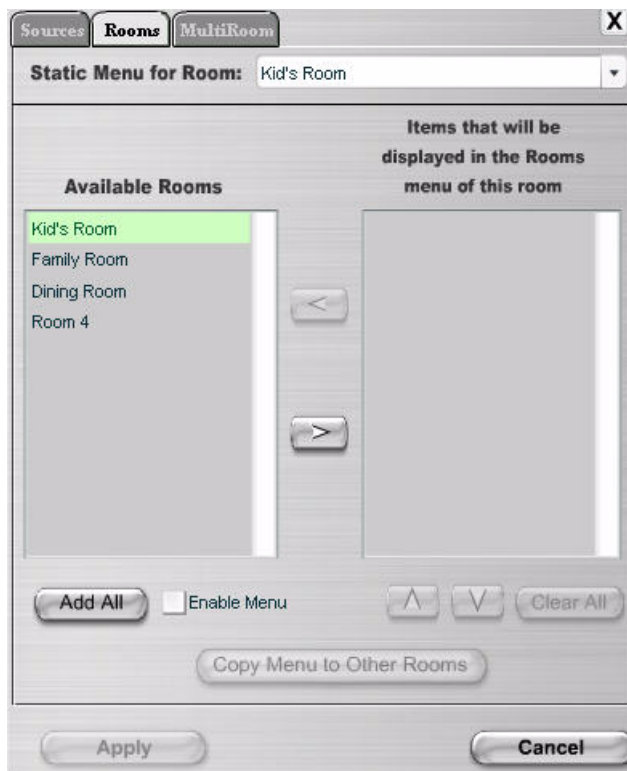 Sources Rooms MultiRoom X
Static Menu for Room: Kid's Room
Items that will be
displayed in the Rooms
menu of this room
Available Rooms
Kid's Room
Family Room
Dining Room
Room 4
<
>
Add All Enable Menu Clear All
Copy Menu to Other Rooms
Apply Cancel